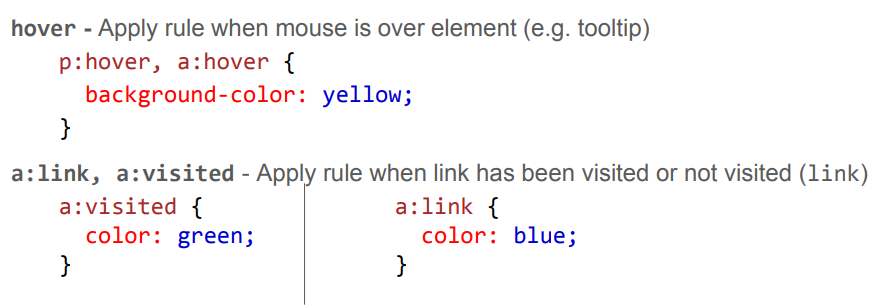 hover - Apply rule when mouse is over element (e.g. tooltip)
p:hover, a:hover {
background-color: yellow;
}
a:link, a:visited - Apply rule when link has been visited or not visited (link)
a:visited {
color: green;
}
a:link {
color: blue;
}